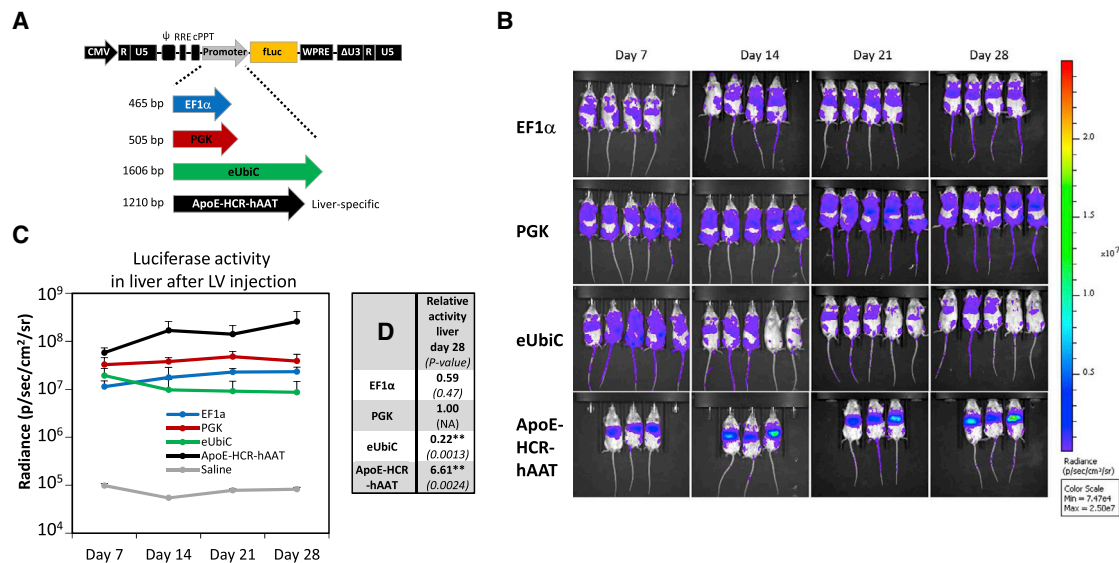 A
CMV R U5 ψ RRE cPPT Promoter fLuc WPRE ΔU3 R U5
465 bp EF1α
505 bp PGK
1606 bp eUbiC
1210 bp ApoE-HCR-hAAT Liver-specific
B
Day 7 Day 14 Day 21 Day 28
EF1α
PGK
eUbiC
ApoE-
HCR-
hAAT
2.0
1.5
x10⁷
1.0
0.5
Radiance
(p/sec/cm²/sr)
Color Scale
Min = 7.47e4
Max = 2.50e7
C
Luciferase activity
in liver after LV injection
Radiance (p/sec/cm²/sr)
10⁹
10⁸
10⁷
10⁶
10⁵
10⁴
EF1a
PGK
eUbiC
ApoE-HCR-hAAT
Saline
Day 7 Day 14 Day 21 Day 28
D
Relative
activity
liver
day 28
(P-value)
EF1α 0.59
(0.47)
PGK 1.00
(NA)
eUbiC 0.22**
(0.0013)
ApoE-HCR
-hAAT
6.61**
(0.0024)